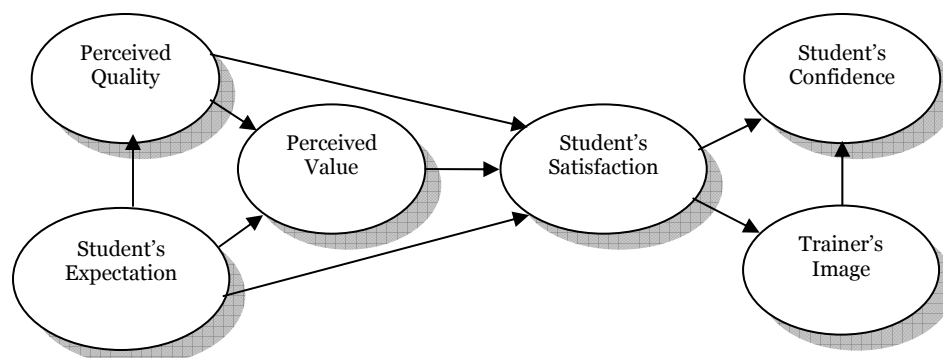 Perceived
Quality
Student’s
Confidence
Perceived
Value
Student’s
Satisfaction
Student’s
Expectation
Trainer’s
Image